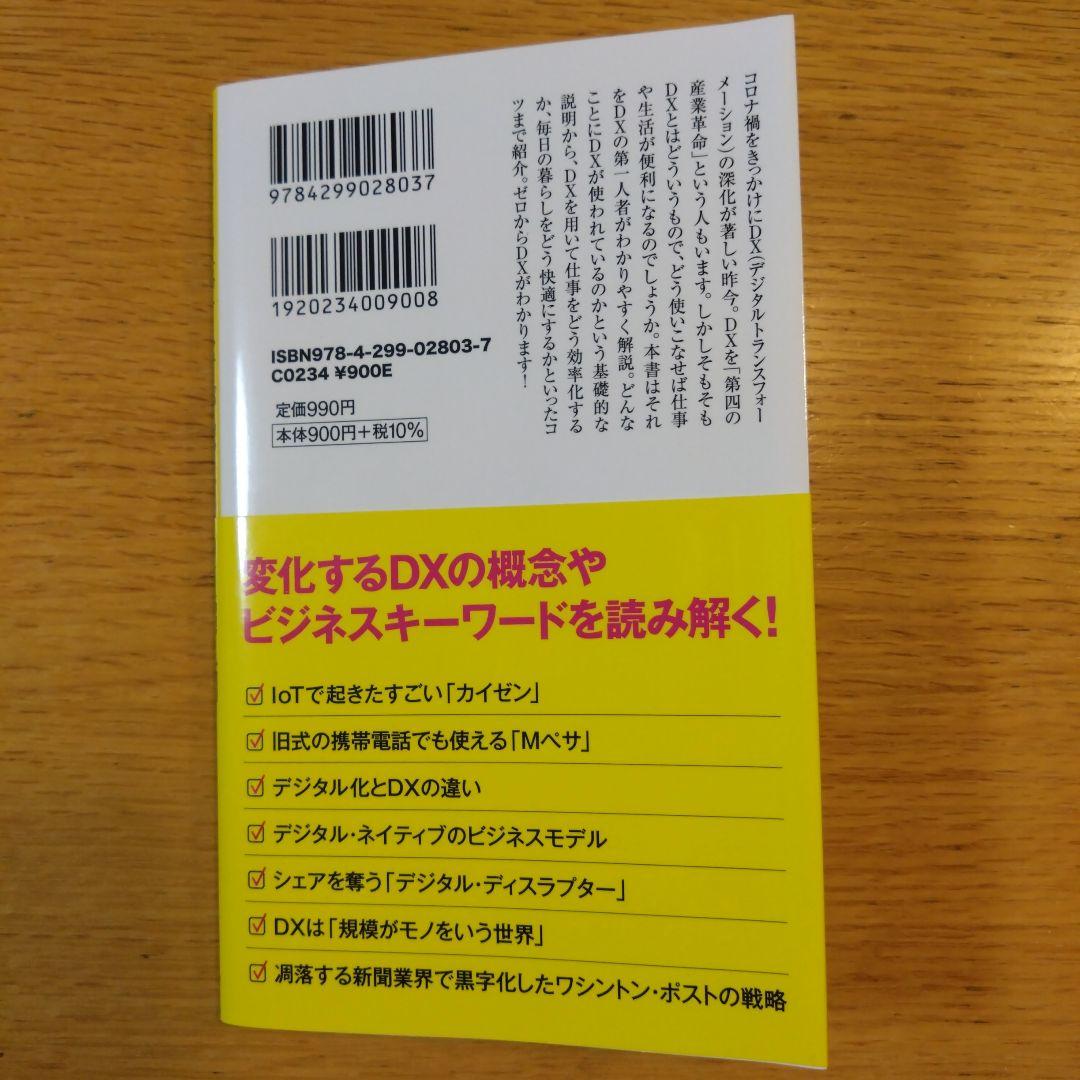 コロナ禍をきっかけにDX(デジタルトランスフォー
メーション)の深化が著しい昨今。DXを「第四の
産業革命」という人もいます。しかしそもそも
DXとはどういうもので、どう使いこなせば仕事
や生活が便利になるのでしょうか。本書はそれ
をDXの第一人者がわかりやすく解説。どんな
ことにDXが使われているのかという基礎的な
説明から、DXを用いて仕事をどう効率化する
か、毎日の暮らしをどう快適にするかといったコ
ツまで紹介。ゼロからDXがわかります!
9784299028037
1920234009008
ISBN978-4-299-02803-7
C0234 ¥900E
定価990円
本体900円+税10%
変化するDXの概念や
ビジネスキーワードを読み解く!
IoTで起きたすごい「カイゼン」
旧式の携帯電話でも使える「Mペサ」
デジタル化とDXの違い
デジタル・ネイティブのビジネスモデル
シェアを奪う「デジタル・ディスラプター」
DXは「規模がモノをいう世界」
凋落する新聞業界で黒字化したワシントン・ポストの戦略